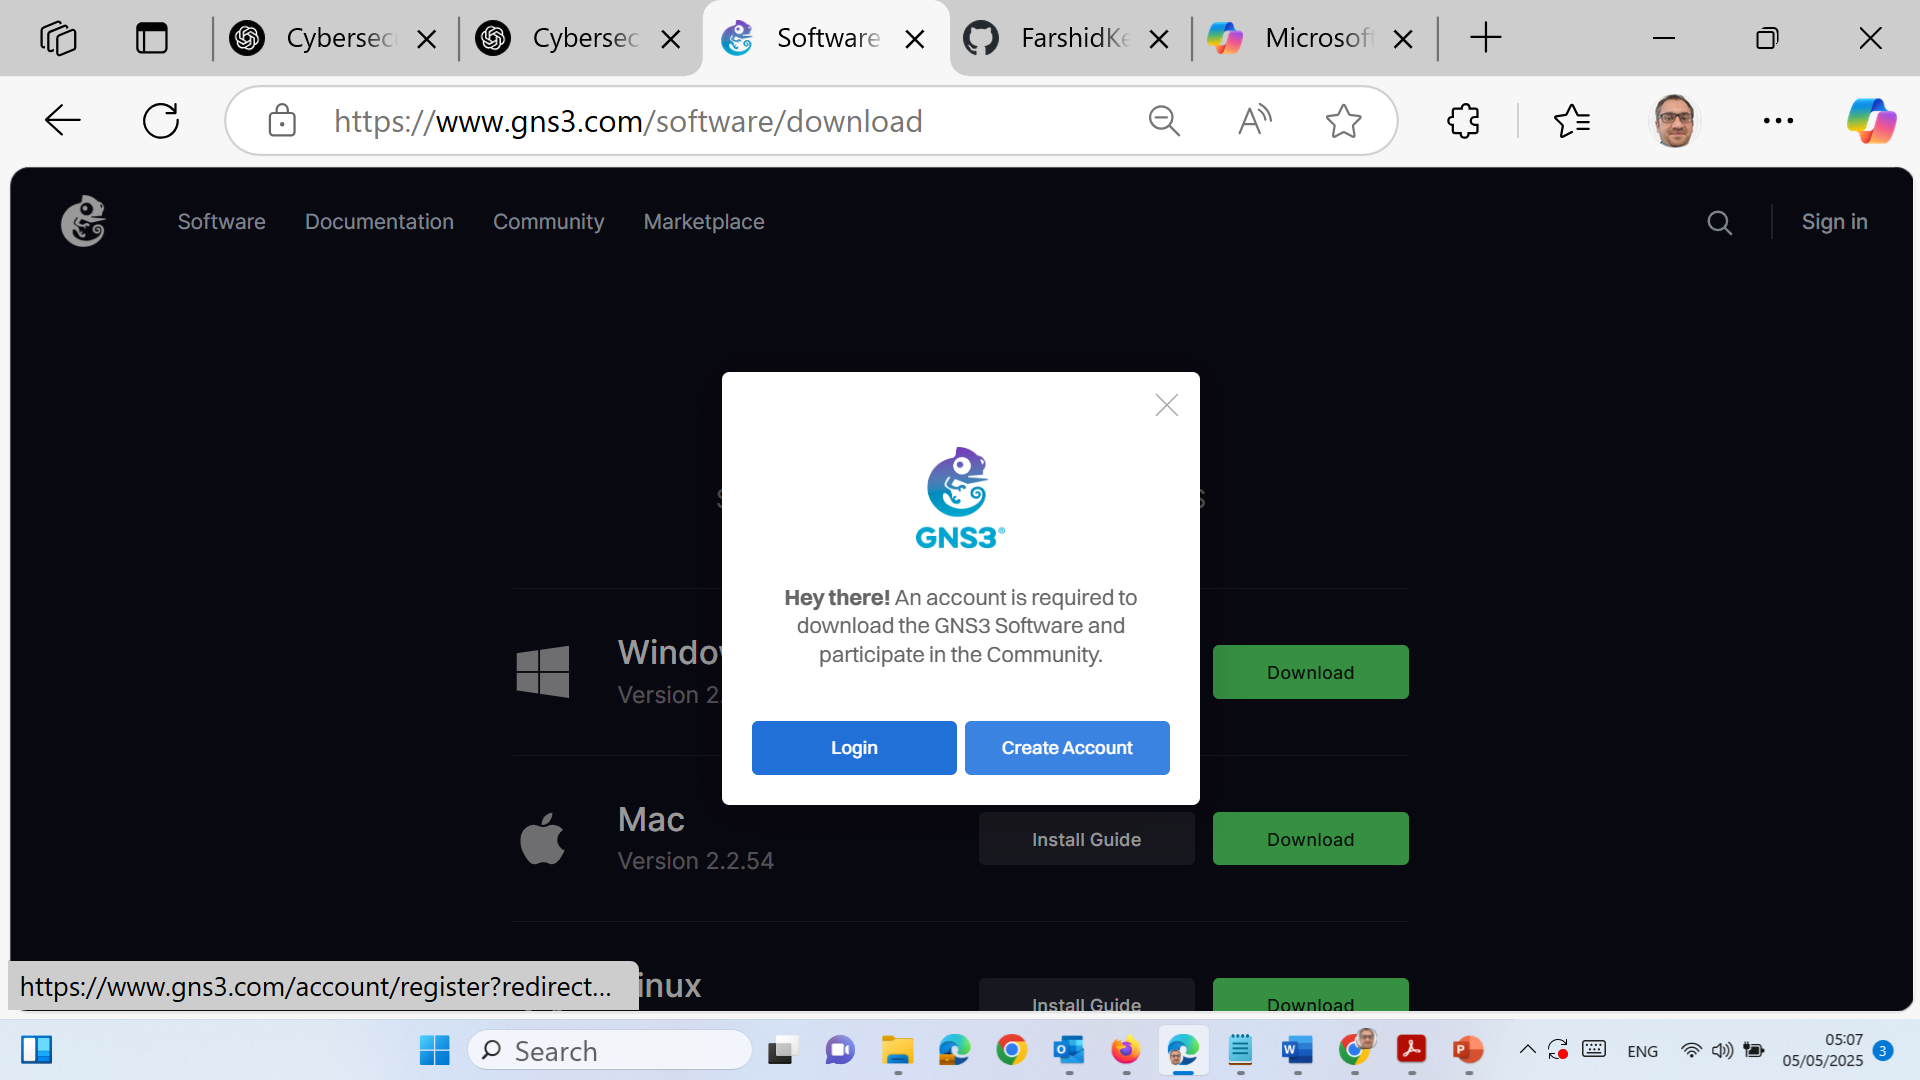 Cybersec
Cybersec
Software
FarshidKe
Microsoft
https://www.gns3.com/software/download
Software
Documentation
Community
Marketplace
Sign in
GNS3®
Hey there! An account is required to
download the GNS3 Software and
participate in the Community.
Login
Create Account
Window
Version 2.
Download
Mac
Version 2.2.54
Install Guide
Download
inux
Install Guide
Download
https://www.gns3.com/account/register?redirect...
Search
ENG
05:07
05/05/2025
3